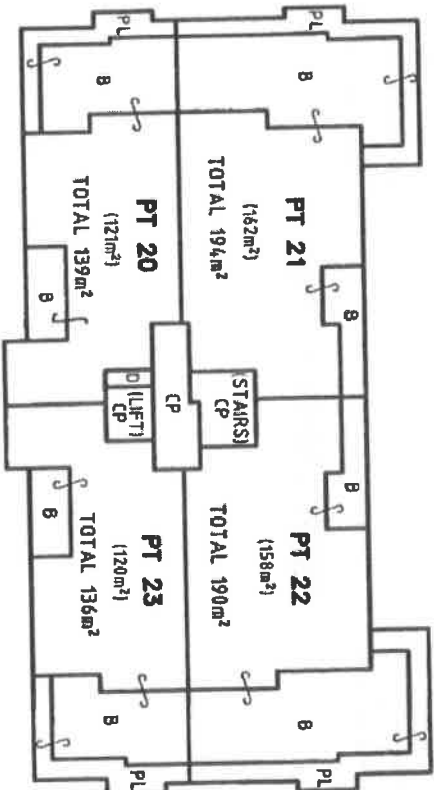 PL
PL
B
B
PT 20
(121m²)
TOTAL 139m²
PT 21
(162m²)
TOTAL 194m²
B
B
D
(LIFT)
CP
CP
(STAIRS)
CP
B
B
PT 23
(120m²)
TOTAL 136m²
PT 22
(158m²)
TOTAL 190m²
B
B
PL
PL